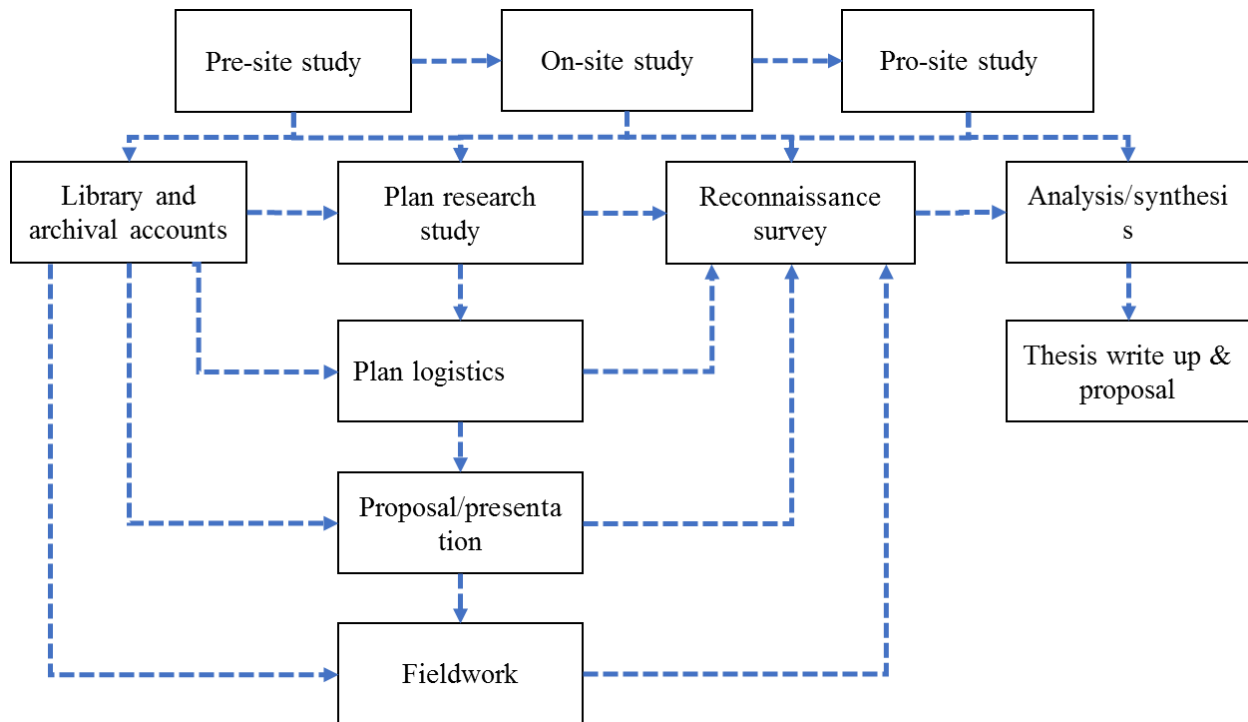 Pre-site study
On-site study
Pro-site study
Library and
archival accounts
Plan research
study
Reconnaissance
survey
Analysis/synthesi
s
Plan logistics
Thesis write up &
proposal
Proposal/presenta
tion
Fieldwork